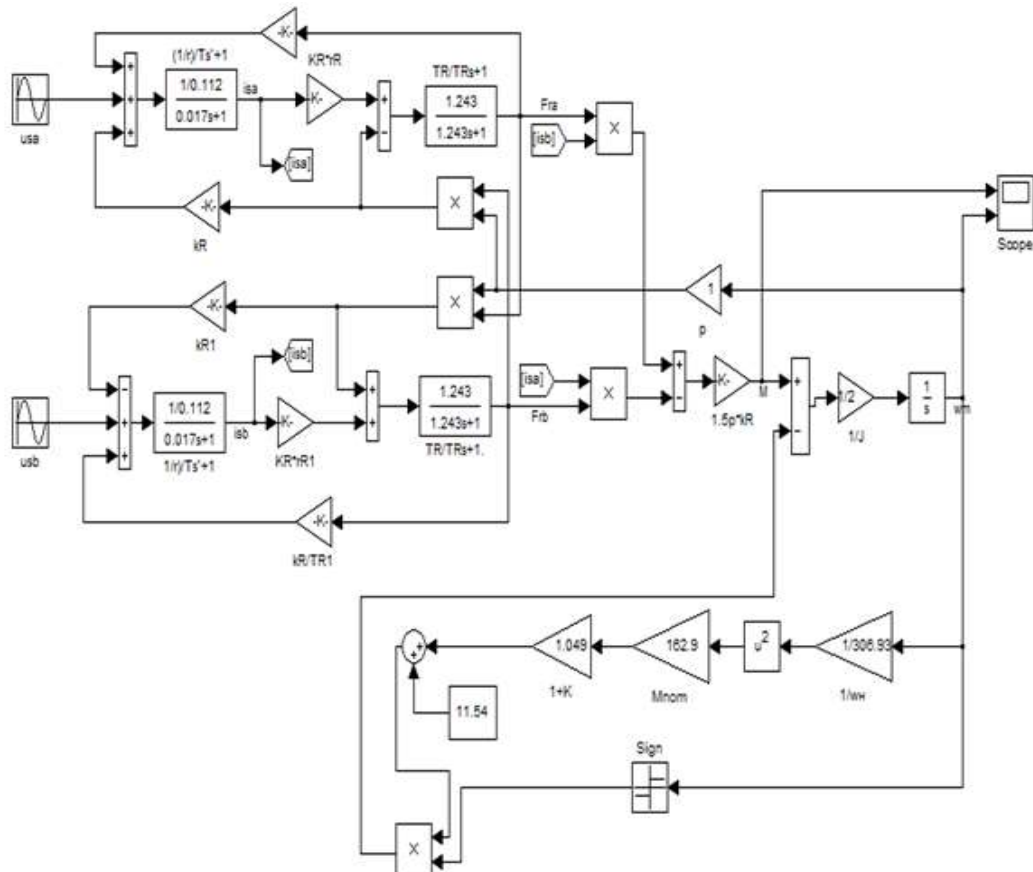 -K-
(1/r)/Ts'+1
KR*rR
TR/TRs+1
+
+
+
1/0.112
0.017s+1
isa
K-
+
-
1.243
1.243s+1
Fra
[isb]
X
usa
[isa]
-K-
kR
X
Scope
-K-
kR1
X
1
p
[isb]
-
+
+
1/0.112
0.017s+1
isb
K-
+
+
1.243
1.243s+1
[isa]
Frb
X
+
-
K-
M
+
-
1/2
1
s
wm
usb
1/r)/Ts'+1
KR*rR1
TR/TRs+1.
1.5p*kR
1/J
-K-
kR/TR1
+
+
1.049
162.9
u2
1/306.93
1+K
Mnom
1/wн
11.54
Sign
X